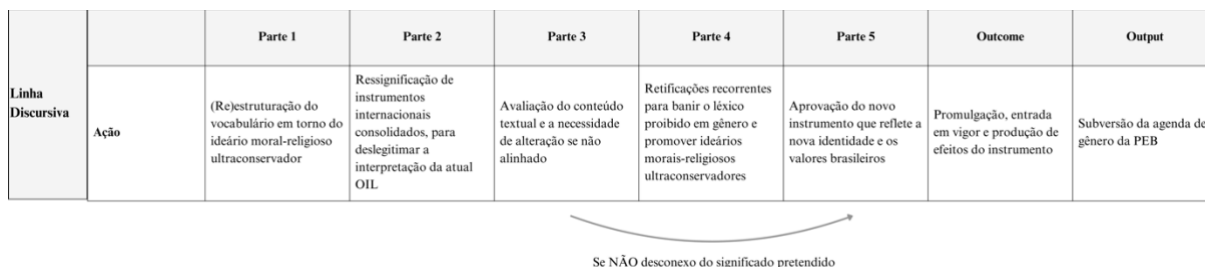 Parte 1
Parte 2
Parte 3
Parte 4
Parte 5
Outcome
Output
Linha
Discursiva
Ação
(Re)estruturação do
vocabulário em torno do
ideário moral-religioso
ultraconservador
Ressignificação de
instrumentos
internacionais
consolidados, para
deslegitimar a
interpretação da atual
OIL
Avaliação do conteúdo
textual e a necessidade
de alteração se não
alinhado
Retificações recorrentes
para banir o léxico
proibido em gênero e
promover ideários
morais-religiosos
ultraconservadores
Aprovação do novo
instrumento que reflete a
nova identidade e os
valores brasileiros
Promulgação, entrada
em vigor e produção de
efeitos do instrumento
Subversão da agenda de
gênero da PEB
Se NÃO desconexo do significado pretendido